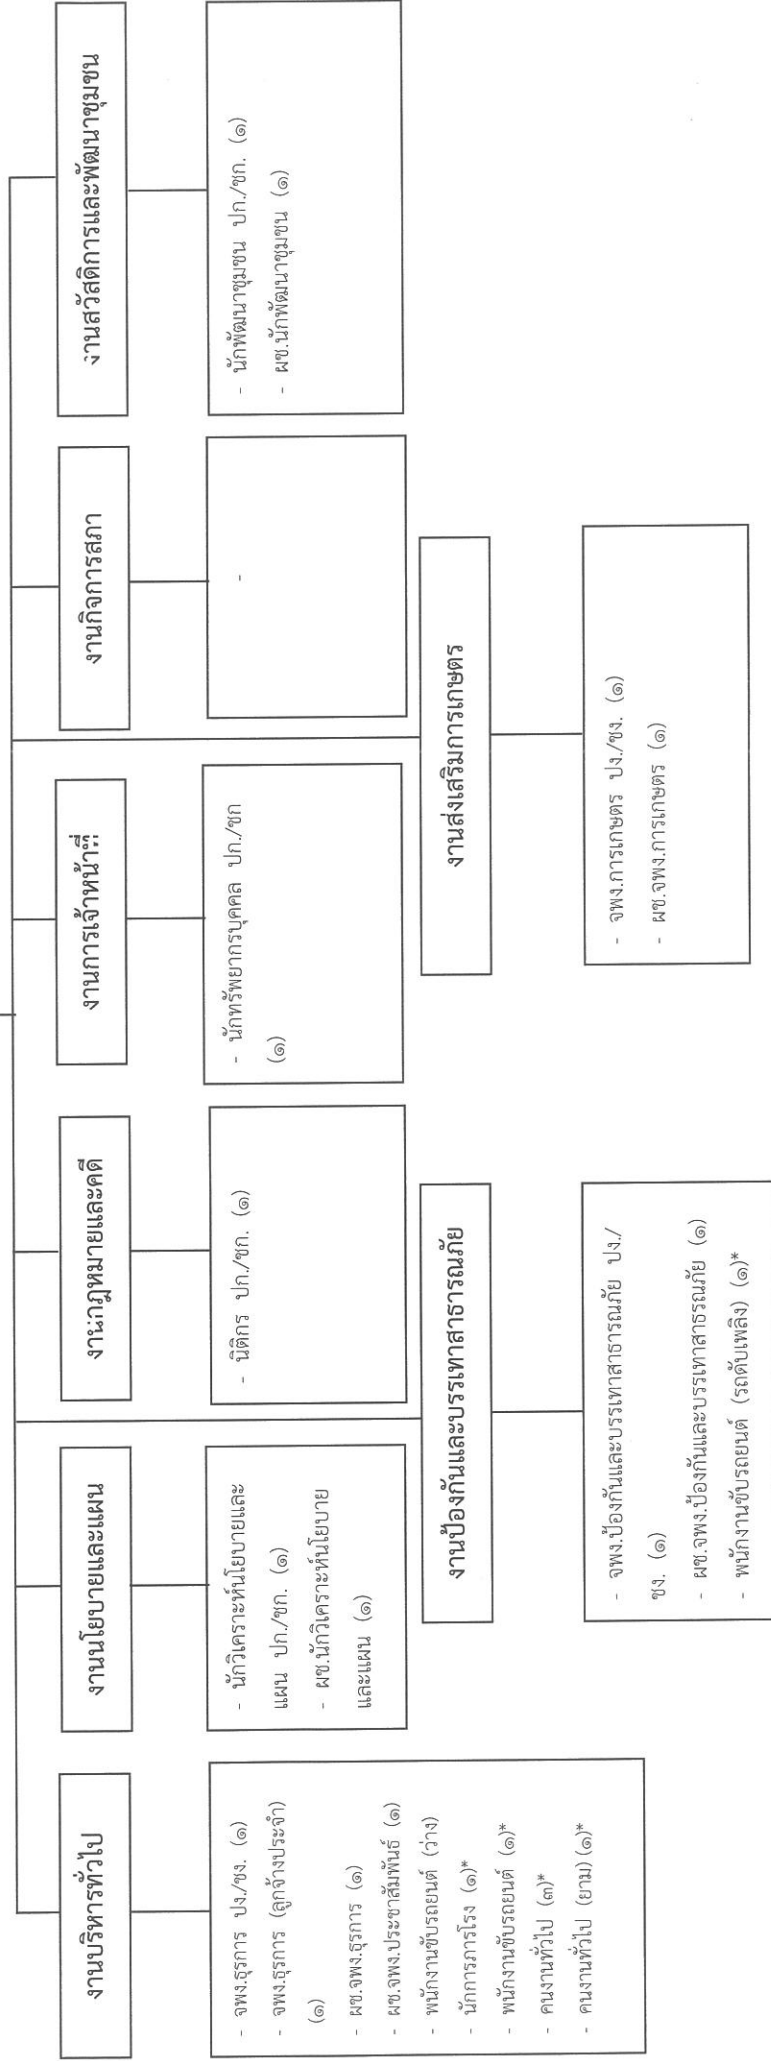 งานบริหารทั่วไป
- จพง.ธุรการ ปง./ชง. (๑)
- จพง.ธุรการ (ลูกจ้างประจำ)
(๑)
- ผช.จพง.ธุรการ (๑)
- ผช.จพง.ประชาสัมพันธ์ (๑)
- พนักงานขับรถยนต์ (ว่าง)
- นักการภารโรง (๑)*
- พนักงานขับรถยนต์ (๑)*
- คนงานทั่วไป (๓)*
- คนงานทั่วไป (ยาม) (๑)*
งานนโยบายและแผน
- นักวิเคราะห์นโยบายและ
แผน ปก./ชก. (๑)
- ผช.นักวิเคราะห์นโยบาย
และแผน (๑)
งานกฎหมายและคดี
- นิติกร ปก./ชก. (๑)
งานการเจ้าหน้าที่
- นักทรัพยากรบุคคล ปก./ชก
(๑)
งานกิจการสภา
-
งานสวัสดิการและพัฒนาชุมชน
- นักพัฒนาชุมชน ปก./ชก. (๑)
- ผช.นักพัฒนาชุมชน (๑)
งานป้องกันและบรรเทาสาธารณภัย
- จพง.ป้องกันและบรรเทาสาธารณภัย ปง./
ชง. (๑)
- ผช.จพง.ป้องกันและบรรเทาสาธารณภัย (๑)
- พนักงานขับรถยนต์ (รถดับเพลิง) (๑)*
งานส่งเสริมการเกษตร
- จพง.การเกษตร ปง./ชง. (๑)
- ผช.จพง.การเกษตร (๑)